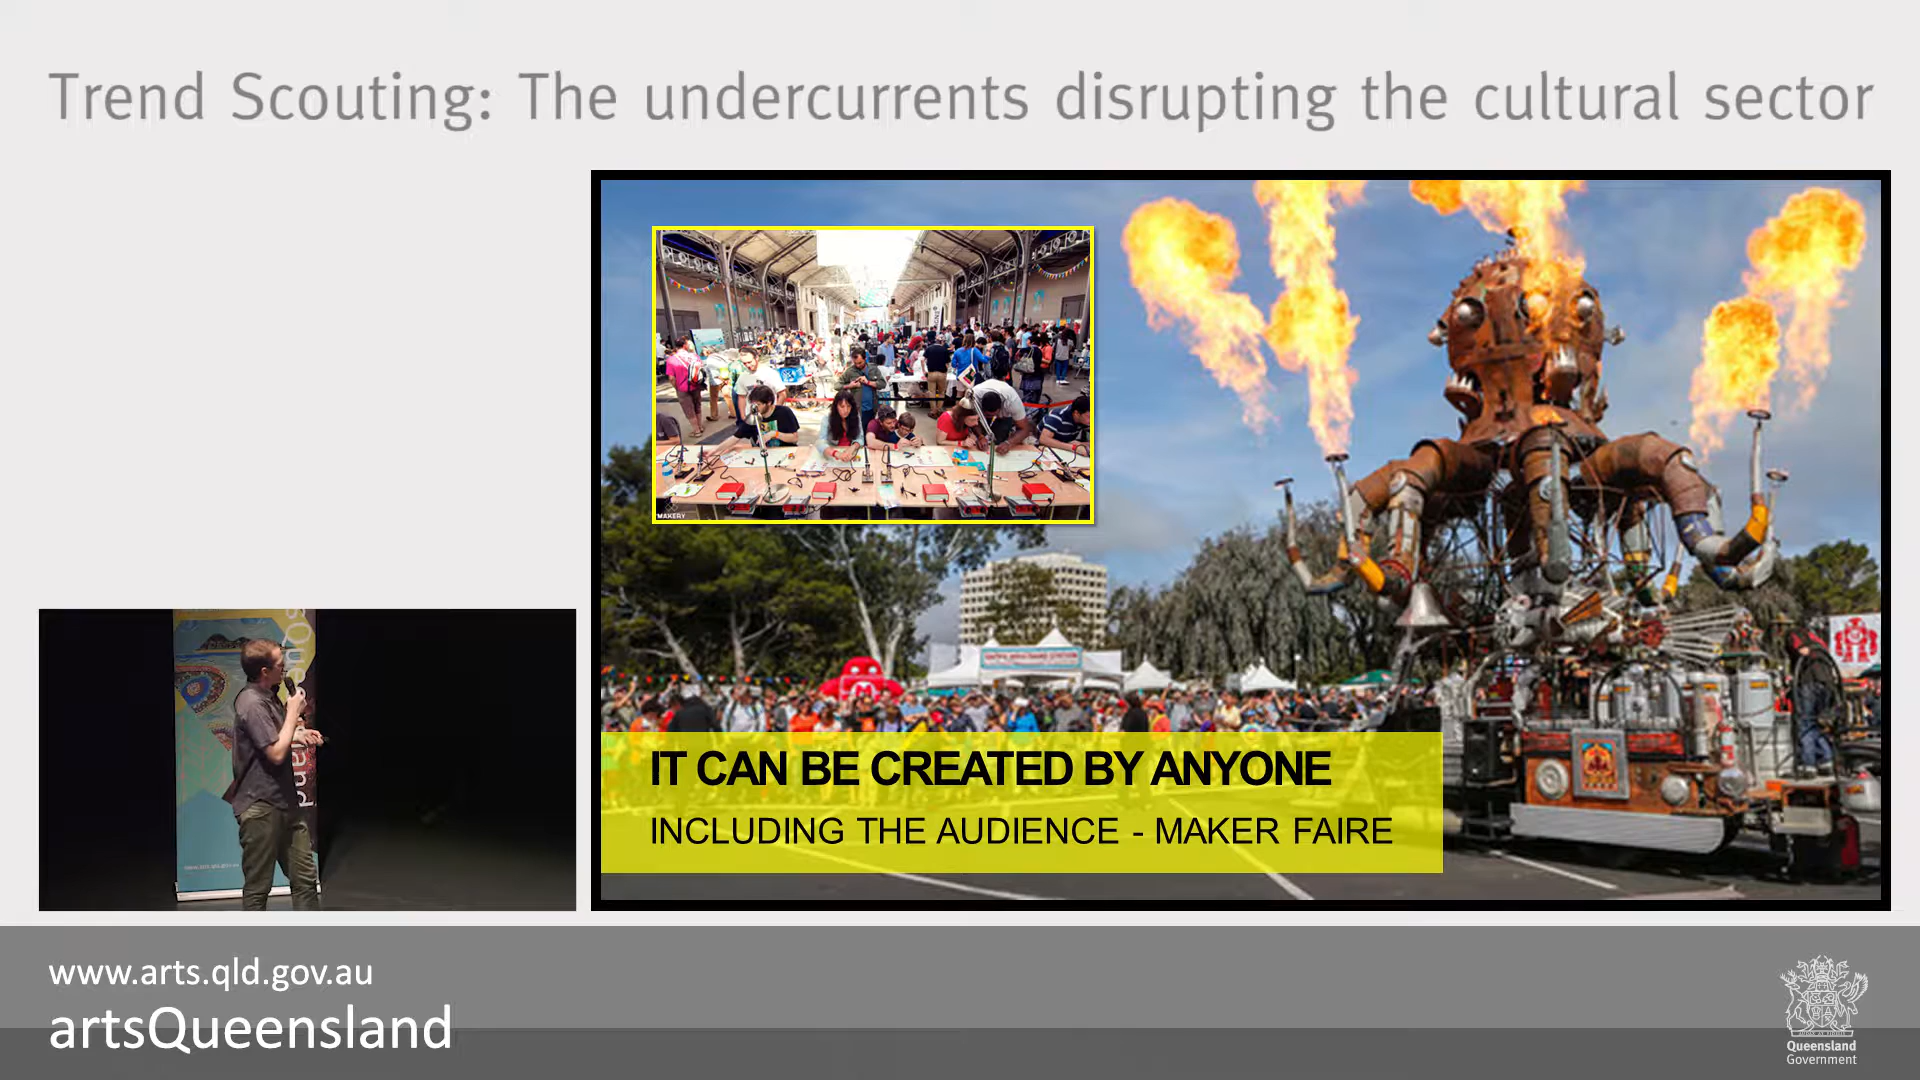 Trend Scouting: The undercurrents disrupting the cultural sector
MAKERY
IT CAN BE CREATED BY ANYONE
INCLUDING THE AUDIENCE - MAKER FAIRE
www.arts.qld.gov.au
artsQueensland
Queensland
Government